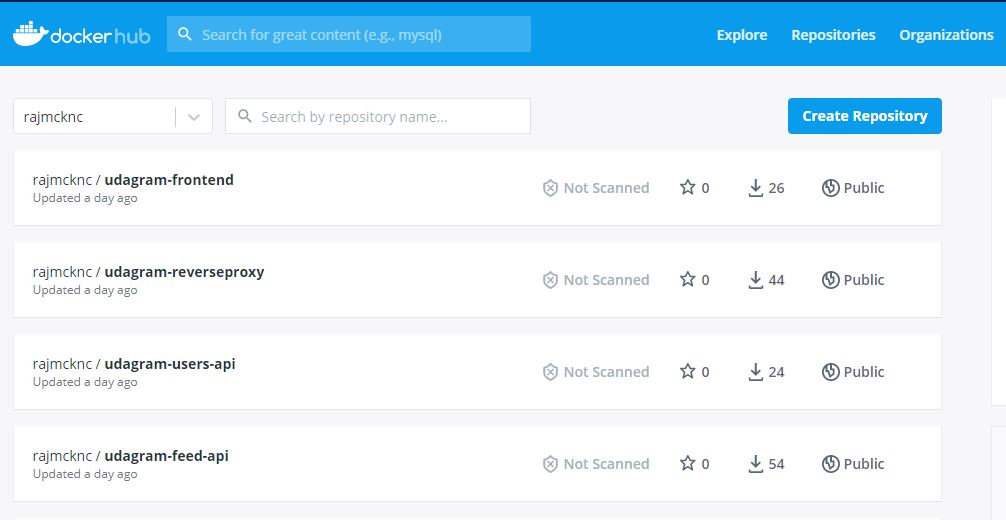 docker hub Search for great content (e.g., mysql) Explore Repositories Organizations
rajmcknc Search by repository name... Create Repository
rajmcknc / udagram-frontend
Updated a day ago
Not Scanned 0 26 Public
rajmcknc / udagram-reverseproxy
Updated a day ago
Not Scanned 0 44 Public
rajmcknc / udagram-users-api
Updated a day ago
Not Scanned 0 24 Public
rajmcknc / udagram-feed-api
Updated a day ago
Not Scanned 0 54 Public